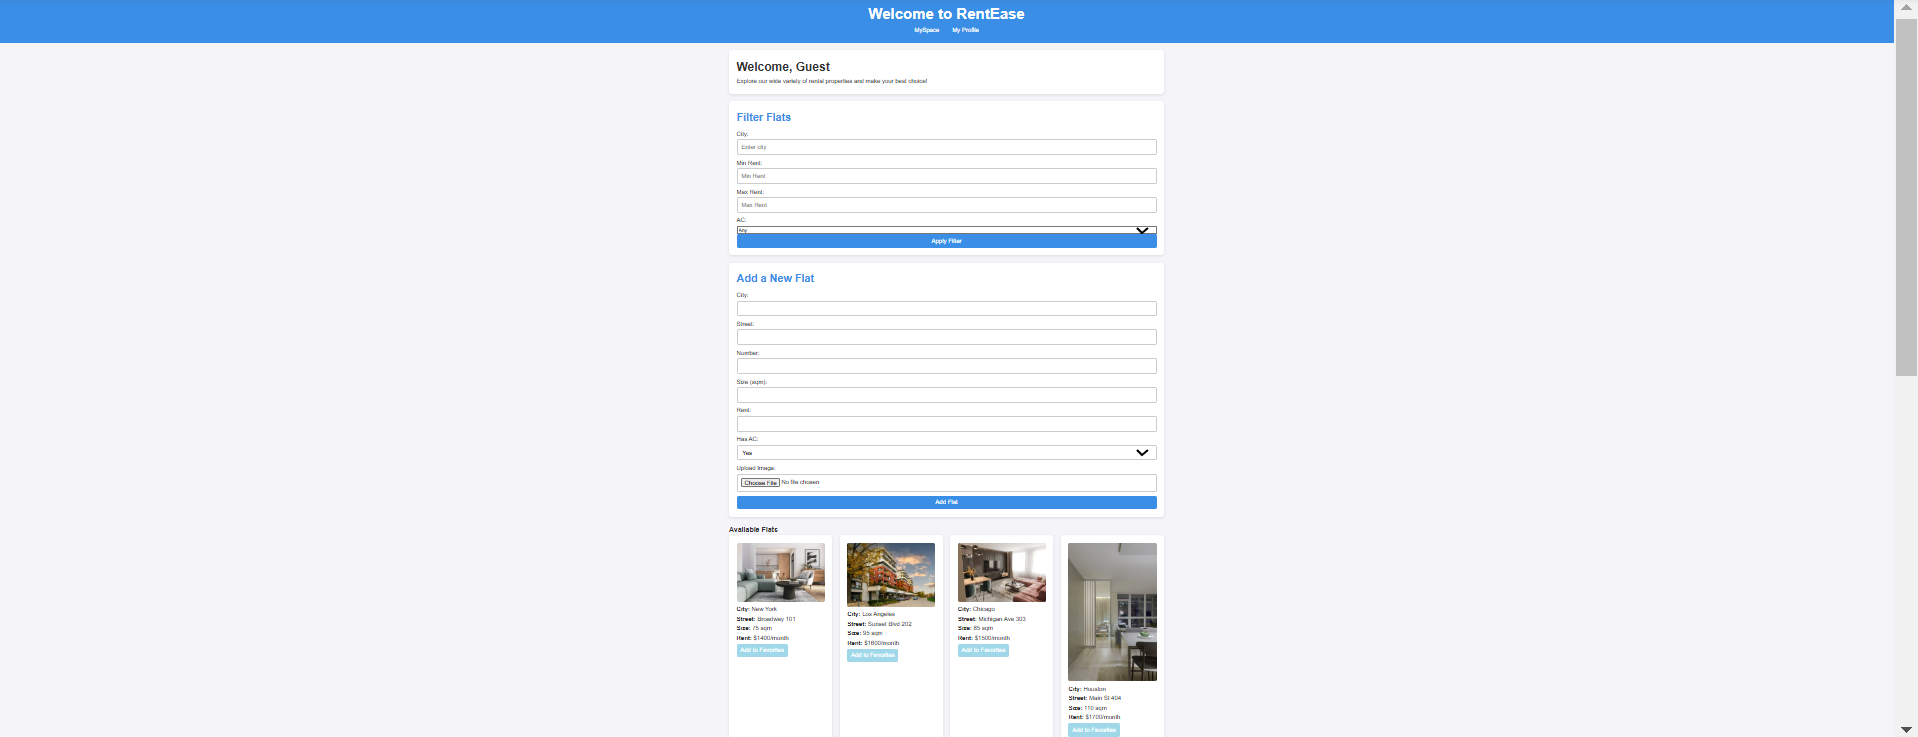 Welcome to RentEase
MySpace My Profile
Welcome, Guest
Explore our wide variety of rental properties and make your best choice!
Filter Flats
City:
Enter city
Min Rent:
Min Rent
Max Rent:
Max Rent
AC:
Any
Apply Filter
Add a New Flat
City:
Street:
Number:
Size (sqm):
Rent:
Has AC:
Yes
Upload Image:
Choose File No file chosen
Add Flat
Available Flats
City: New York
Street: Broadway 101
Size: 75 sqm
Rent: $1400/month
Add to Favorites
City: Los Angeles
Street: Sunset Blvd 202
Size: 95 sqm
Rent: $1600/month
Add to Favorites
City: Chicago
Street: Michigan Ave 303
Size: 85 sqm
Rent: $1500/month
Add to Favorites
City: Houston
Street: Main St 404
Size: 110 sqm
Rent: $1700/month
Add to Favorites